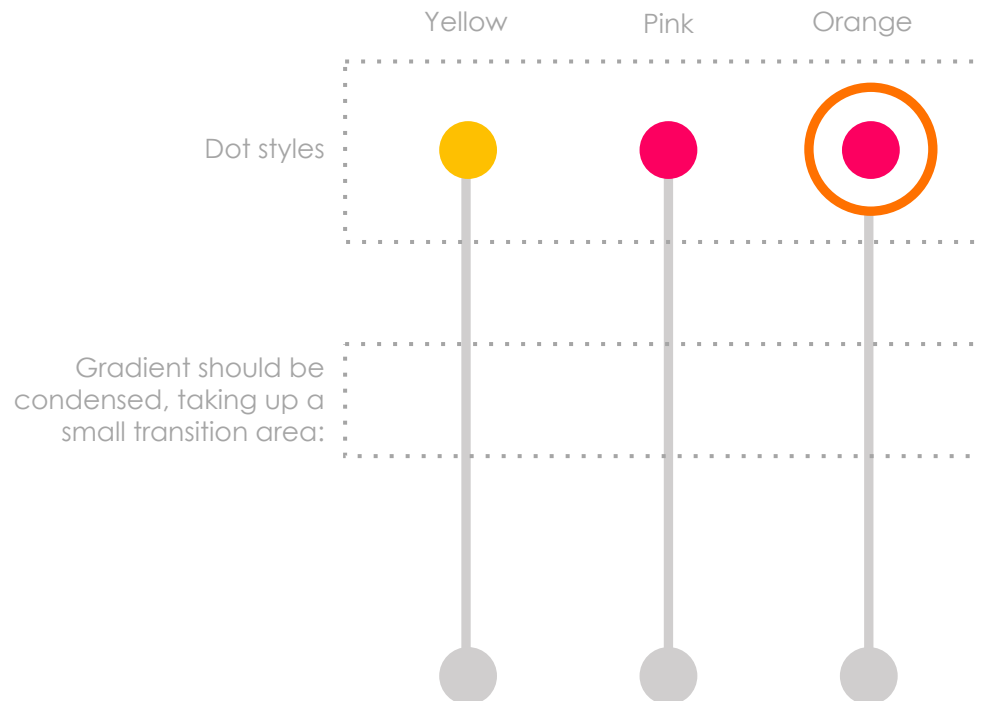 Yellow
Pink
Orange
Dot styles
Gradient should be
condensed, taking up a
small transition area: